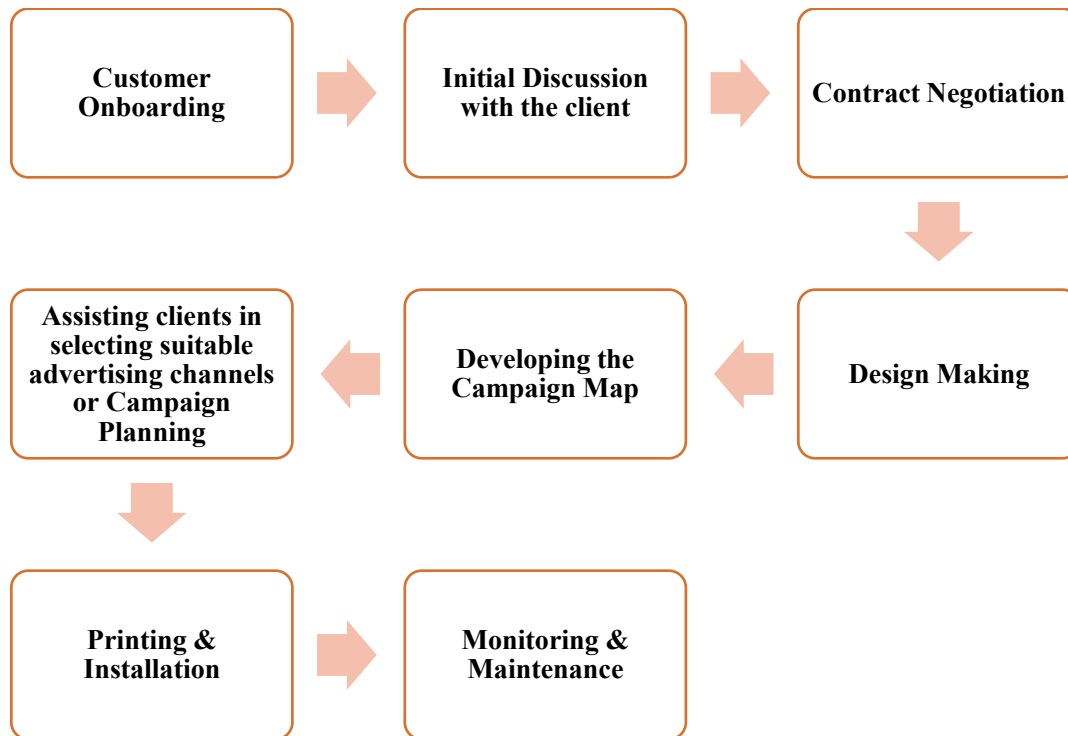 Customer
Onboarding
Initial Discussion
with the client
Contract Negotiation
Design Making
Developing the
Campaign Map
Assisting clients in
selecting suitable
advertising channels
or Campaign
Planning
Printing &
Installation
Monitoring &
Maintenance